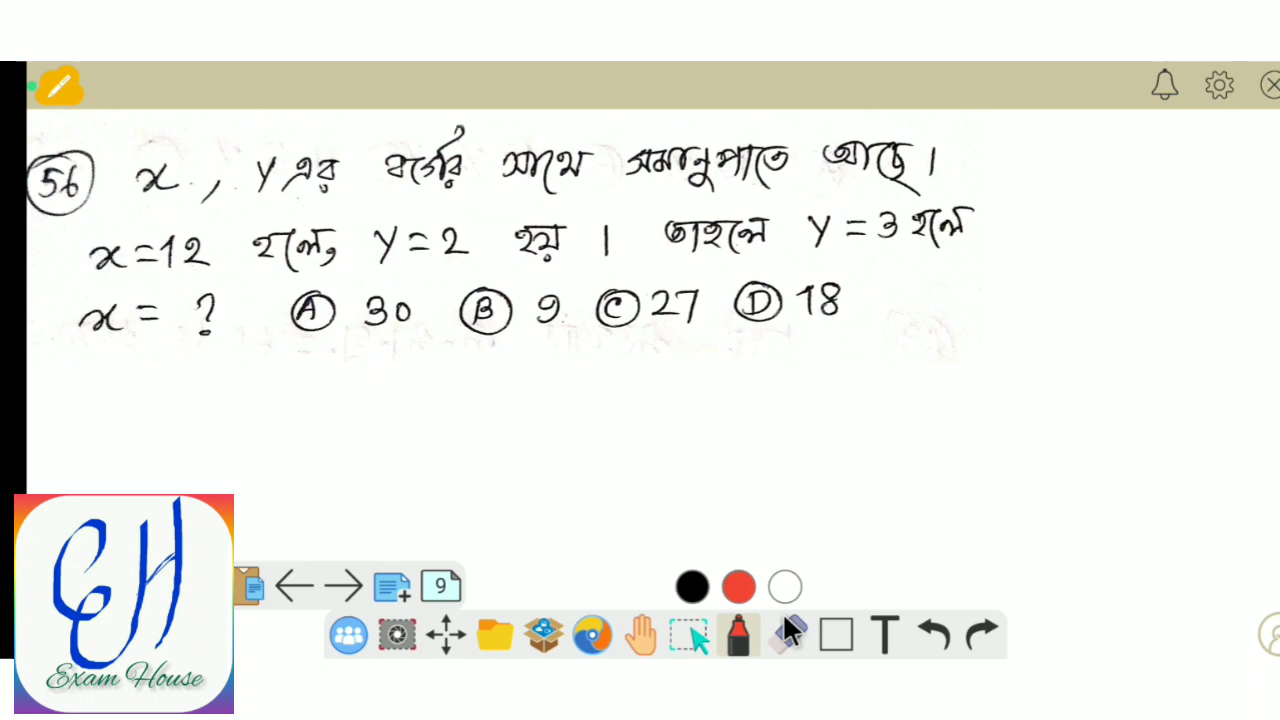 56 x, Y এর বর্গের সাথে সমানুপাতে আছে।
x=12 হলে, Y=2 হয়। তাহলে Y=3 হলে
x= ? A 30 B 9 C 27 D 18
9
T
EH
Exam House